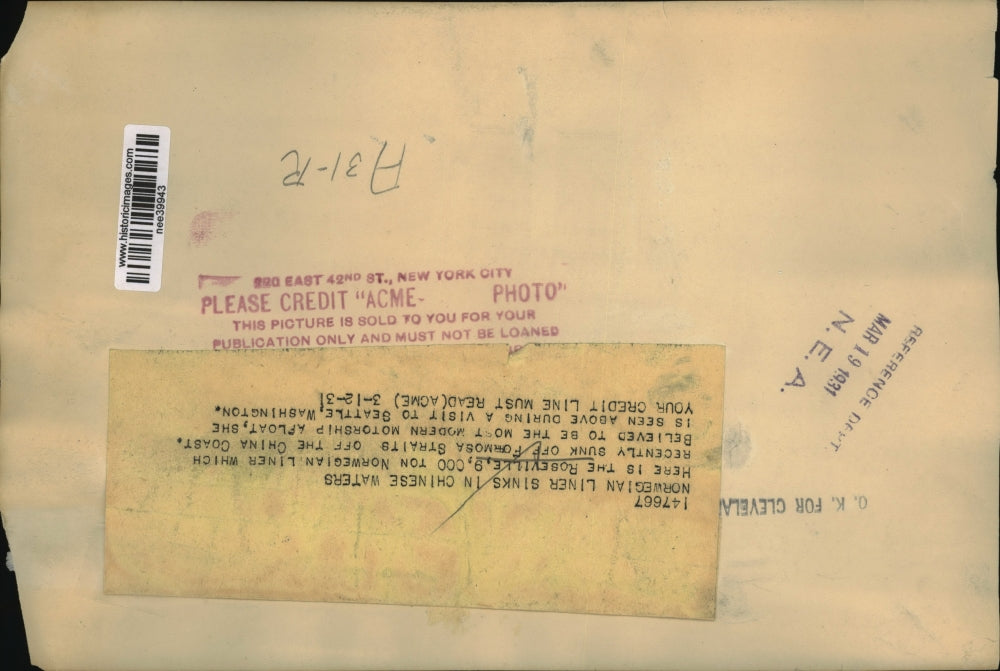 www.historicimages.com
nee39943
A31-R
220 EAST 42ND ST., NEW YORK CITY
PLEASE CREDIT "ACME- PHOTO"
THIS PICTURE IS SOLD TO YOU FOR YOUR
PUBLICATION ONLY AND MUST NOT BE LOANED
147667
NORWEGIAN LINER SINKS IN CHINESE WATERS
HERE IS THE ROSEVILLE, 9,000 TON NORWEGIAN LINER WHICH
RECENTLY SUNK OFF FORMOSA STRAITS OFF THE CHINA COAST.
BELIEVED TO BE THE MOST MODERN MOTORSHIP AFLOAT, SHE
IS SEEN ABOVE DURING A VISIT TO SEATTLE, WASHINGTON.
YOUR CREDIT LINE MUST READ(ACME) 3-12-31
REFERENCE DEPT.
MAR 19 1931
N. E. A.
O. K. FOR